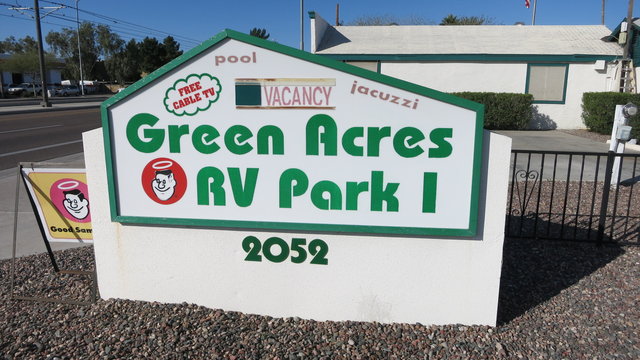 pool
jacuzzi
FREE
CABLE TV
VACANCY
Green Acres
RV Park I
2052
Good Sam